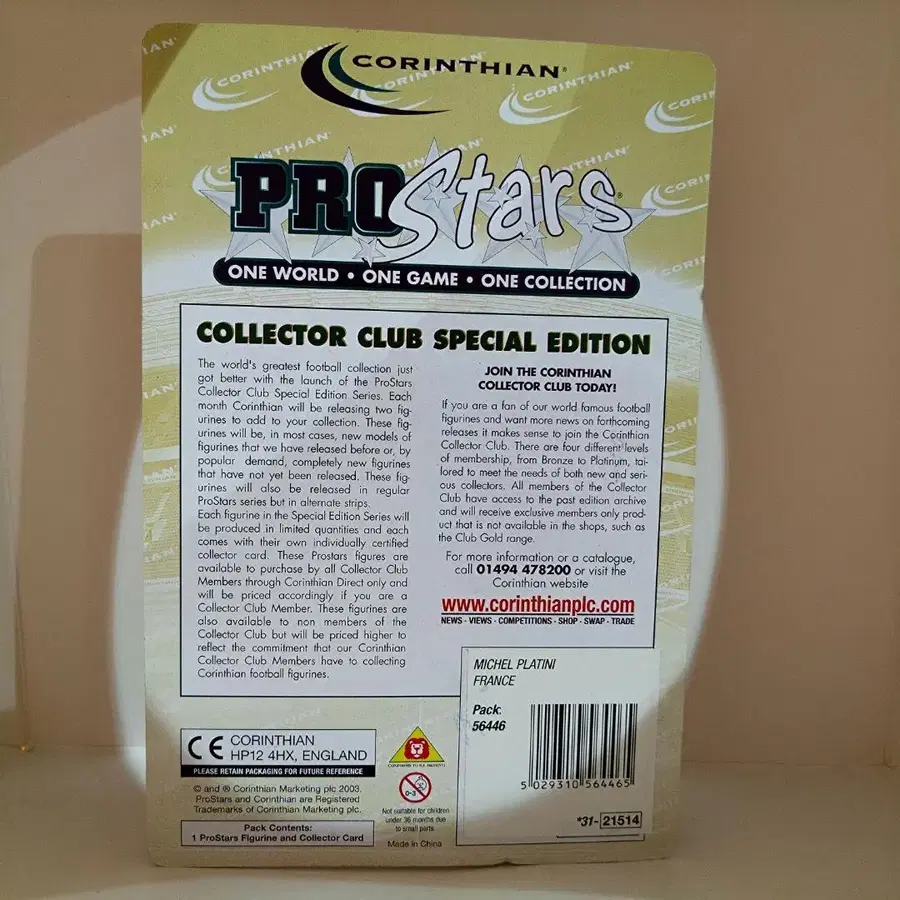 CORINTHIAN®
PROStars®
ONE WORLD • ONE GAME • ONE COLLECTION
COLLECTOR CLUB SPECIAL EDITION
The world's greatest football collection just
got better with the launch of the ProStars
Collector Club Special Edition Series. Each
month Corinthian will be releasing two fig-
urines to add to your collection. These fig-
urines will be, in most cases, new models of
figurines that we have released before or, by
popular demand, completely new figurines
that have not yet been released. These fig-
urines will also be released in regular
ProStars series but in alternate strips.
Each figurine in the Special Edition Series will
be produced in limited quantities and each
comes with their own individually certified
collector card. These Prostars figures are
available to purchase by all Collector Club
Members through Corinthian Direct only and
will be priced accordingly if you are a
Collector Club Member. These figurines are
also available to non members of the
Collector Club but will be priced higher to
reflect the commitment that our Corinthian
Collector Club Members have to collecting
Corinthian football figurines.
JOIN THE CORINTHIAN
COLLECTOR CLUB TODAY!
If you are a fan of our world famous football
figurines and want more news on forthcoming
releases it makes sense to join the Corinthian
Collector Club. There are four different levels
of membership, from Bronze to Platinum, tai-
lored to meet the needs of both new and seri-
ous collectors. All members of the Collector
Club have access to the past edition archive
and will receive exclusive members only prod-
uct that is not available in the shops, such as
the Club Gold range.
For more information or a catalogue,
call 01494 478200 or visit the
Corinthian website
www.corinthianplc.com
NEWS - VIEWS - COMPETITIONS - SHOP - SWAP - TRADE
MICHEL PLATINI
FRANCE
Pack:
56446
5 029310 564465
*31- 21514
CE CORINTHIAN
HP12 4HX, ENGLAND
PLEASE RETAIN PACKAGING FOR FUTURE REFERENCE
© and ® Corinthian Marketing plc 2003.
ProStars and Corinthian are Registered
Trademarks of Corinthian Marketing plc.
Pack Contents:
1 ProStars Figurine and Collector Card
0-3
Not suitable for children
under 36 months due
to small parts
Made in China